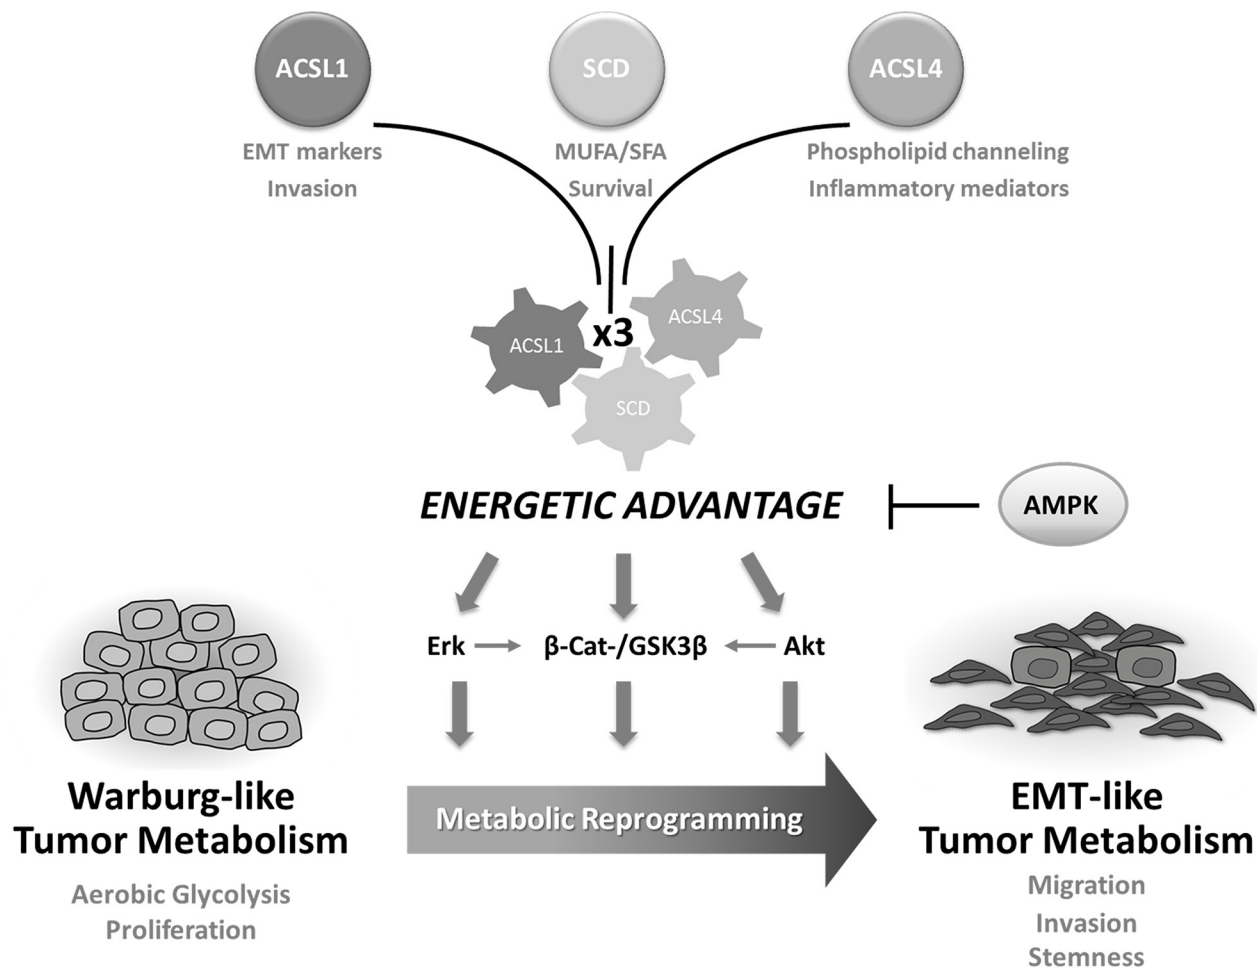 ACSL1
SCD
ACSL4
EMT markers
Invasion
MUFA/SFA
Survival
Phospholipid channeling
Inflammatory mediators
ACSL1
x3
ACSL4
SCD
ENERGETIC ADVANTAGE
AMPK
Erk
β-Cat-/GSK3β
Akt
Warburg-like
Tumor Metabolism
Aerobic Glycolysis
Proliferation
Metabolic Reprogramming
EMT-like
Tumor Metabolism
Migration
Invasion
Stemness